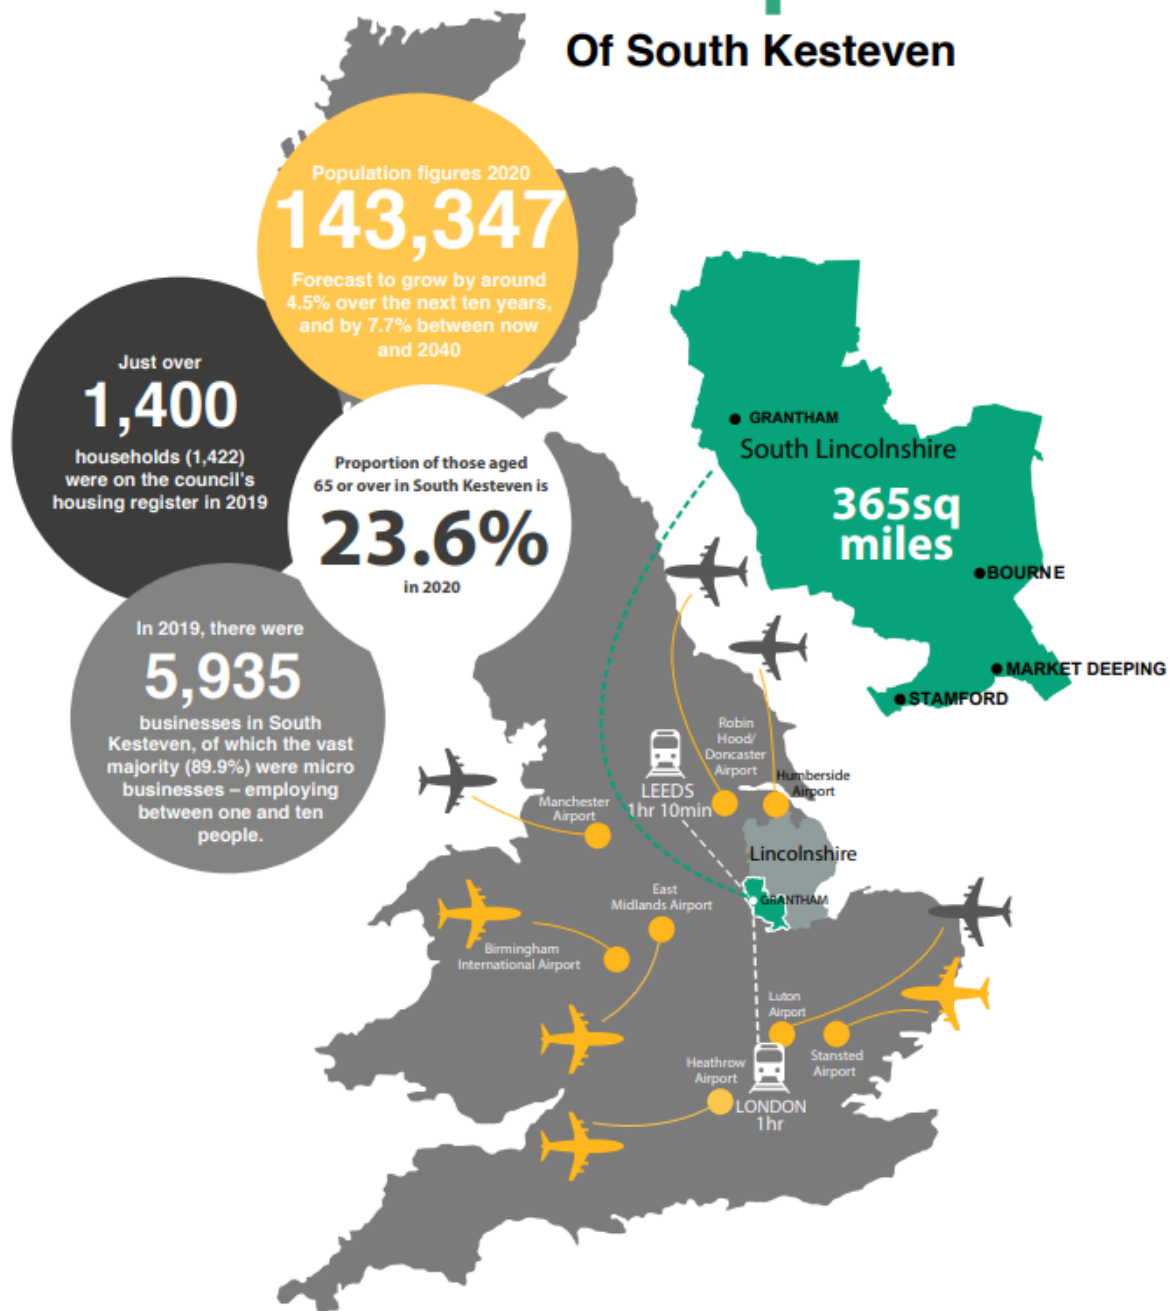 Of South Kesteven
Population figures 2020
143,347
Forecast to grow by around
4.5% over the next ten years,
and by 7.7% between now
and 2040
Just over
1,400
households (1,422)
were on the council's
housing register in 2019
Proportion of those aged
65 or over in South Kesteven is
23.6%
in 2020
In 2019, there were
5,935
businesses in South
Kesteven, of which the vast
majority (89.9%) were micro
businesses – employing
between one and ten
people.
GRANTHAM
South Lincolnshire
365sq
miles
BOURNE
MARKET DEEPING
STAMFORD
Robin
Hood/
Doncaster
Airport
Humberside
Airport
LEEDS
1hr 10min
Manchester
Airport
Lincolnshire
GRANTHAM
East
Midlands Airport
Birmingham
International Airport
Luton
Airport
Stansted
Airport
Heathrow
Airport
LONDON
1hr